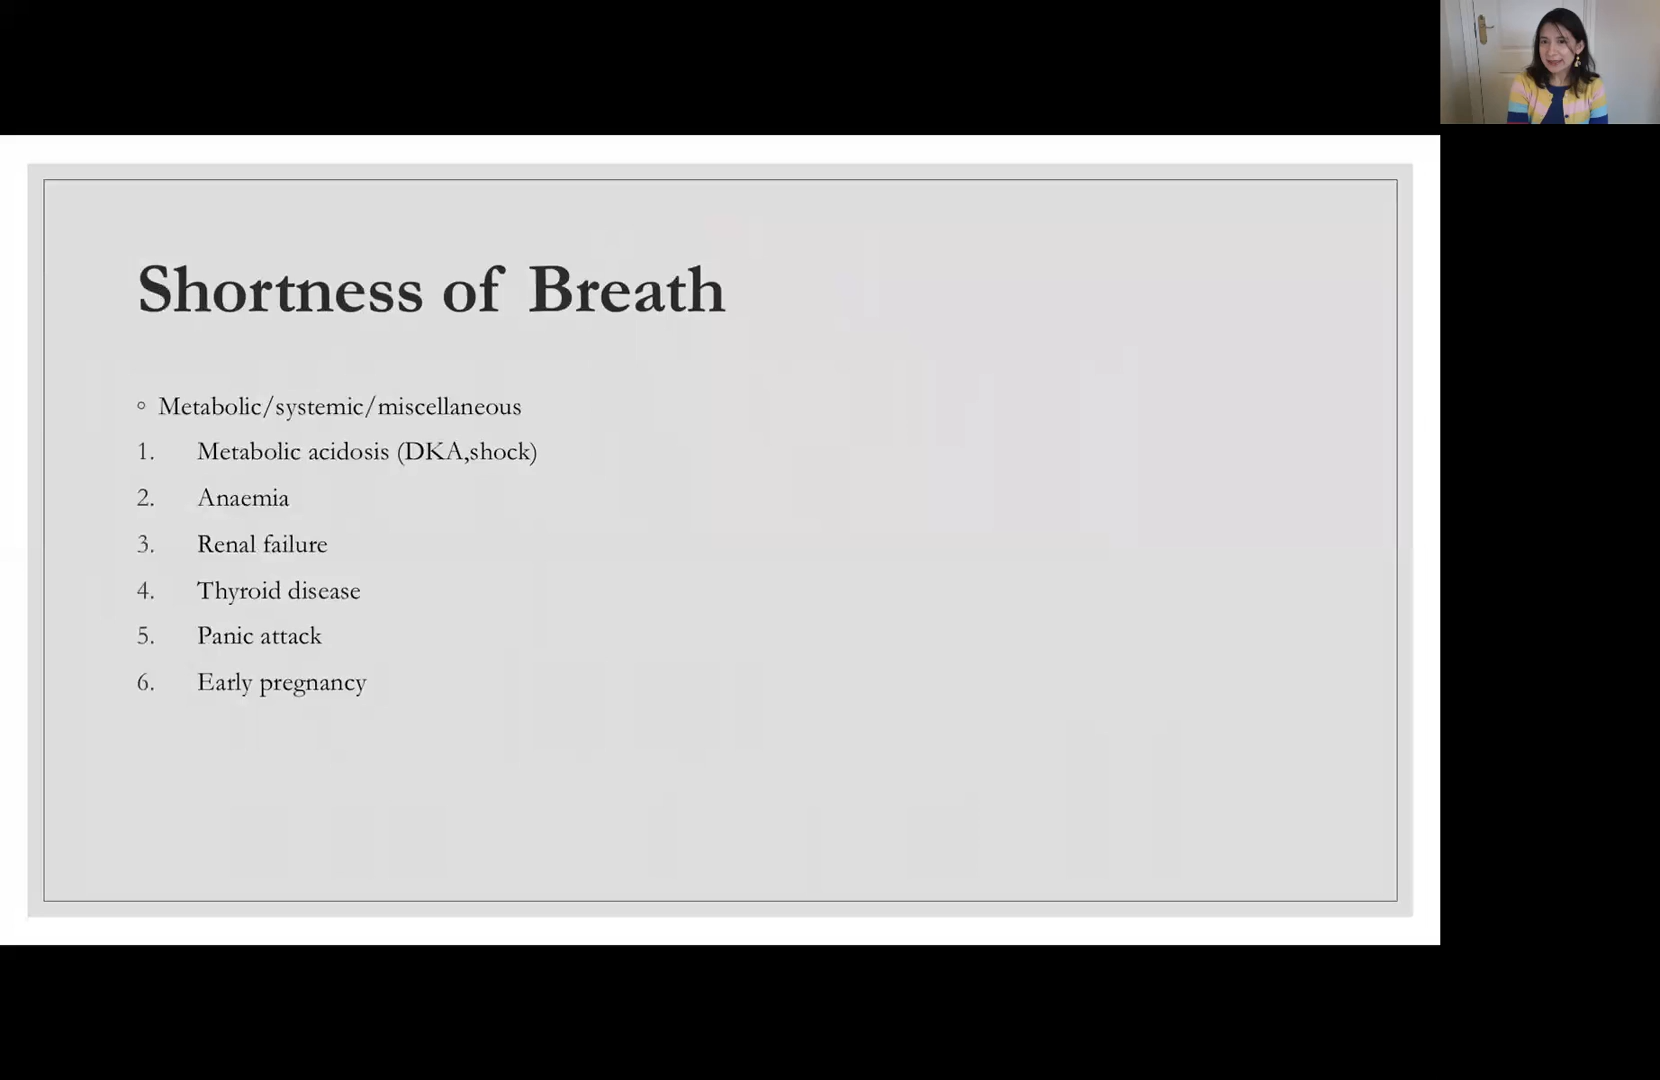 Shortness of Breath
◦ Metabolic/systemic/miscellaneous
1. Metabolic acidosis (DKA,shock)
2. Anaemia
3. Renal failure
4. Thyroid disease
5. Panic attack
6. Early pregnancy